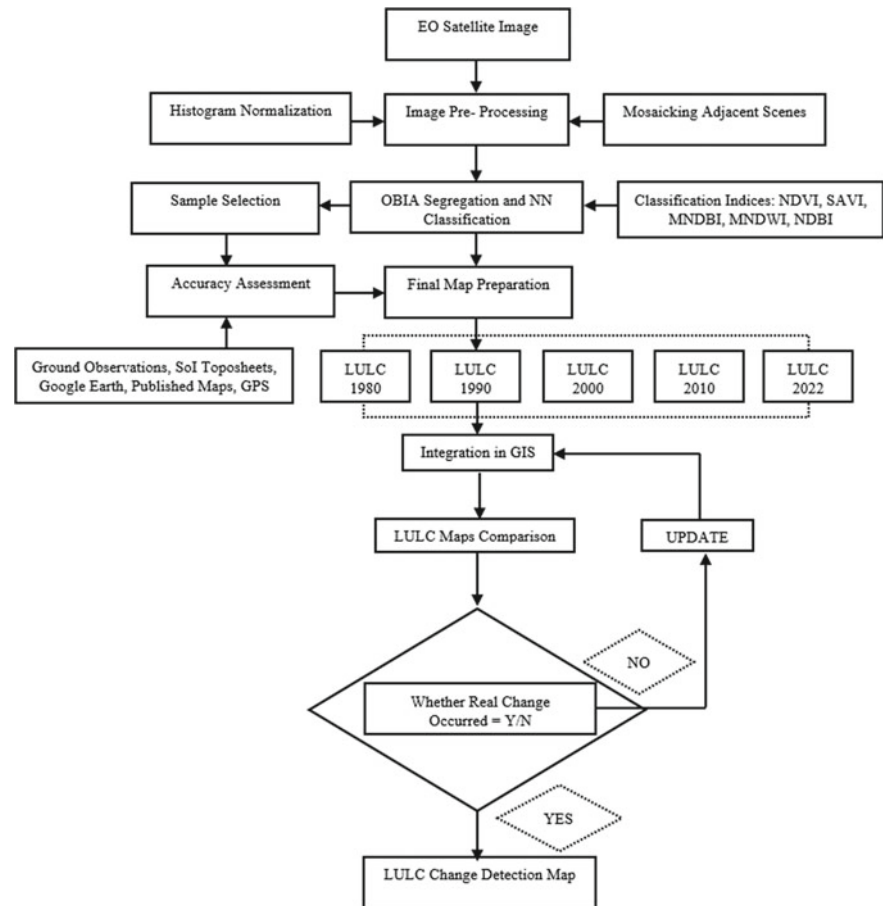 EO Satellite Image
Histogram Normalization
Image Pre- Processing
Mosaicking Adjacent Scenes
Sample Selection
OBIA Segregation and NN
Classification
Classification Indices: NDVI, SAVI,
MNDBI, MNDWI, NDBI
Accuracy Assessment
Final Map Preparation
Ground Observations, SoI Toposheets,
Google Earth, Published Maps, GPS
LULC
1980
LULC
1990
LULC
2000
LULC
2010
LULC
2022
Integration in GIS
LULC Maps Comparison
UPDATE
NO
Whether Real Change
Occurred = Y/N
YES
LULC Change Detection Map